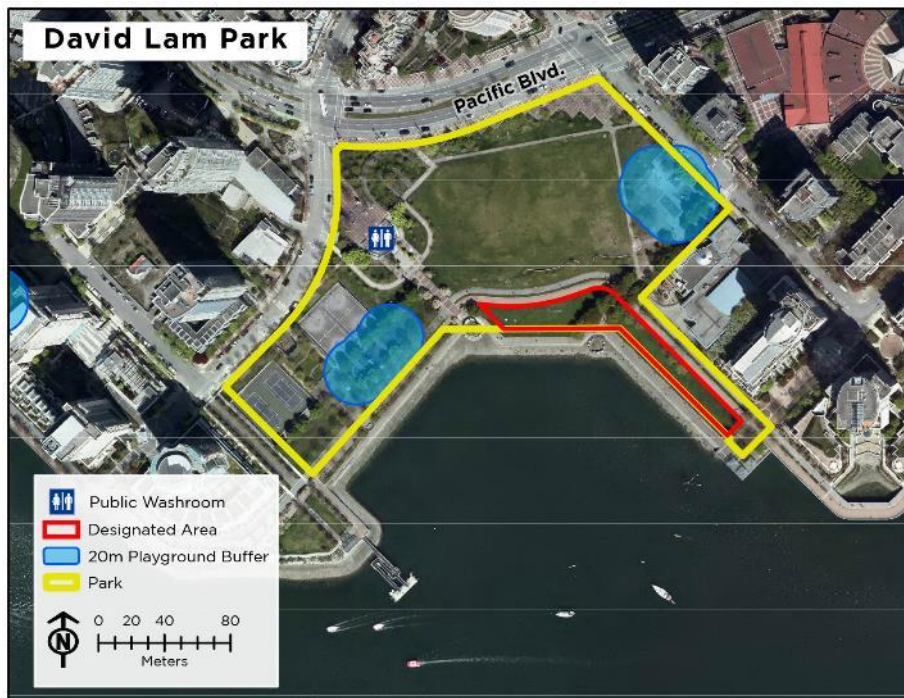 David Lam Park
Pacific Blvd.
Public Washroom
Designated Area
20m Playground Buffer
Park
N
0 20 40 80
Meters